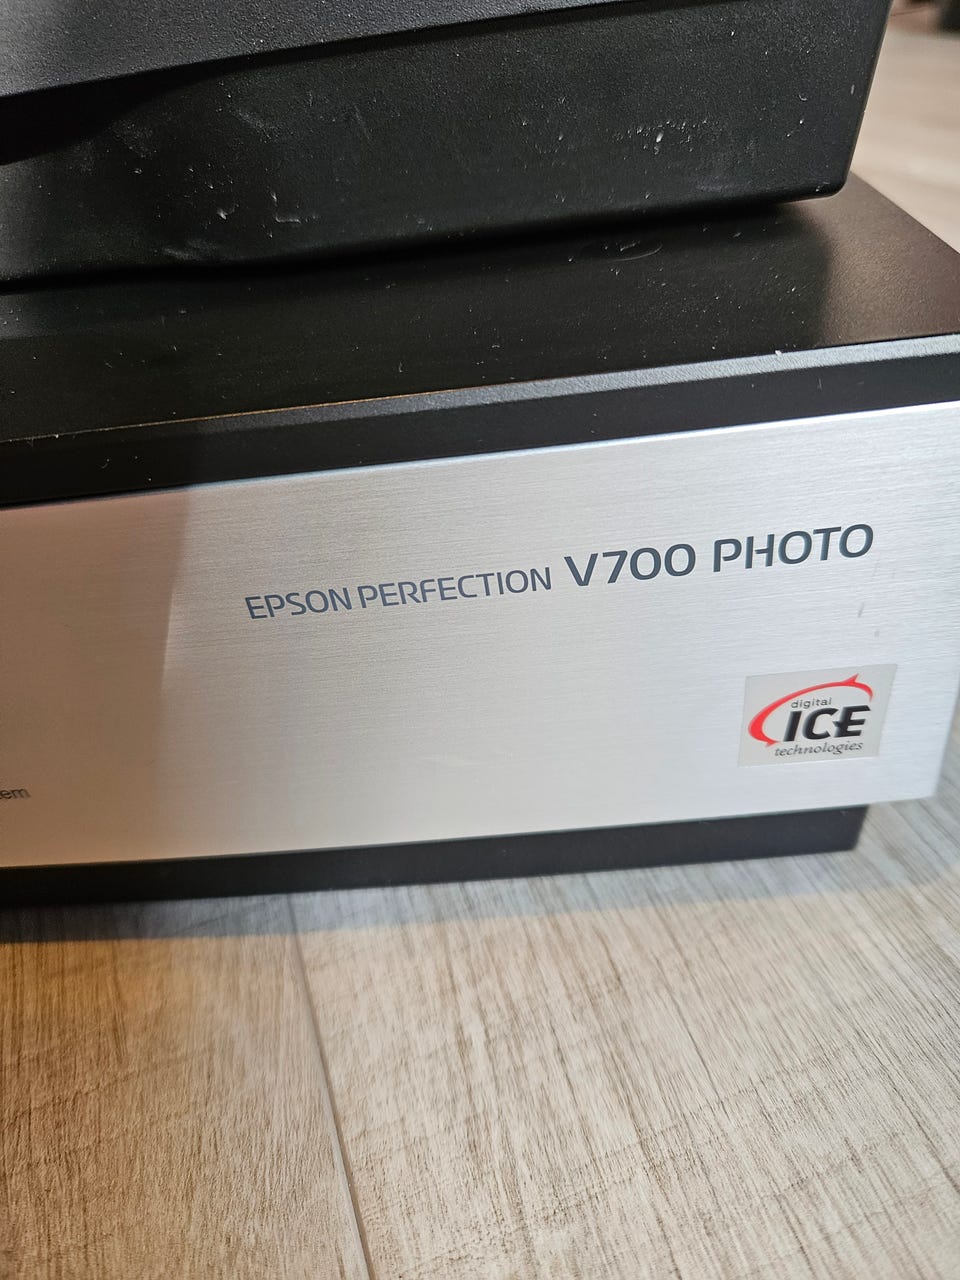 EPSON PERFECTION V700 PHOTO
digital
ICE
technologies